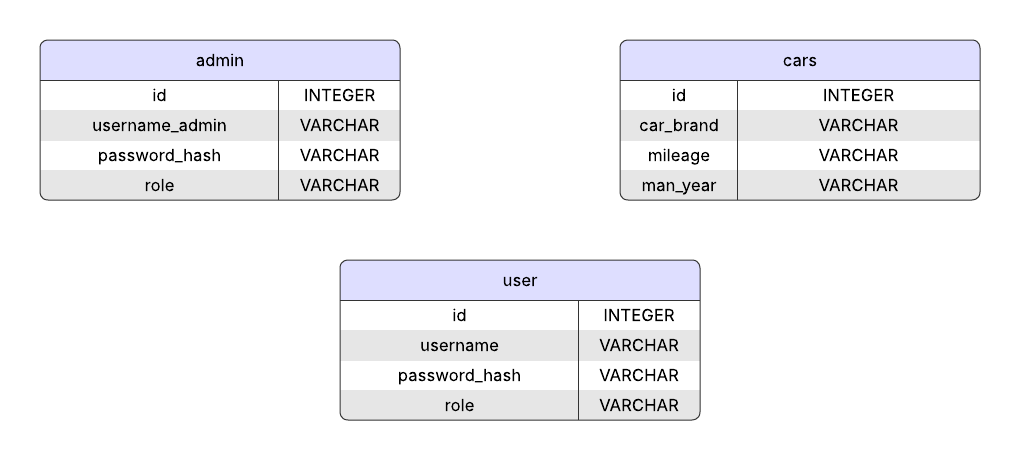 admin
id INTEGER
username_admin VARCHAR
password_hash VARCHAR
role VARCHAR
cars
id INTEGER
car_brand VARCHAR
mileage VARCHAR
man_year VARCHAR
user
id INTEGER
username VARCHAR
password_hash VARCHAR
role VARCHAR